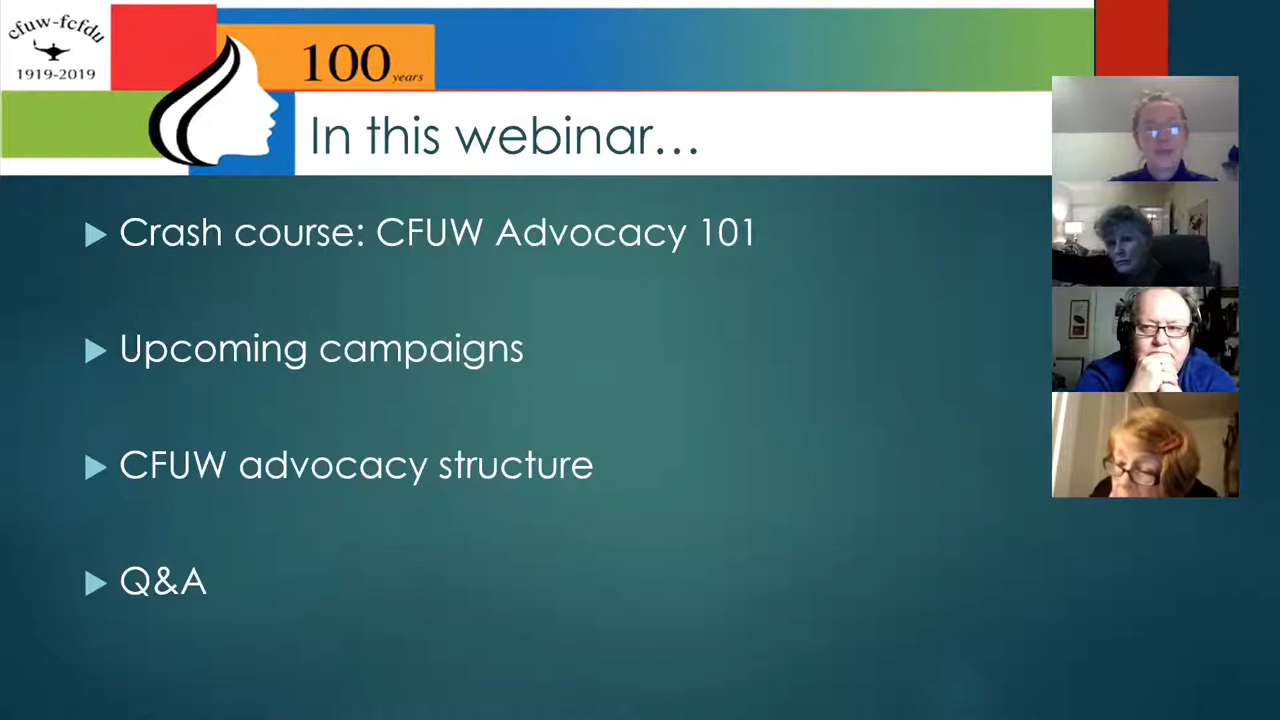 cfuw-fcfdu
1919-2019
100 years
In this webinar...
Crash course: CFUW Advocacy 101
Upcoming campaigns
CFUW advocacy structure
Q&A